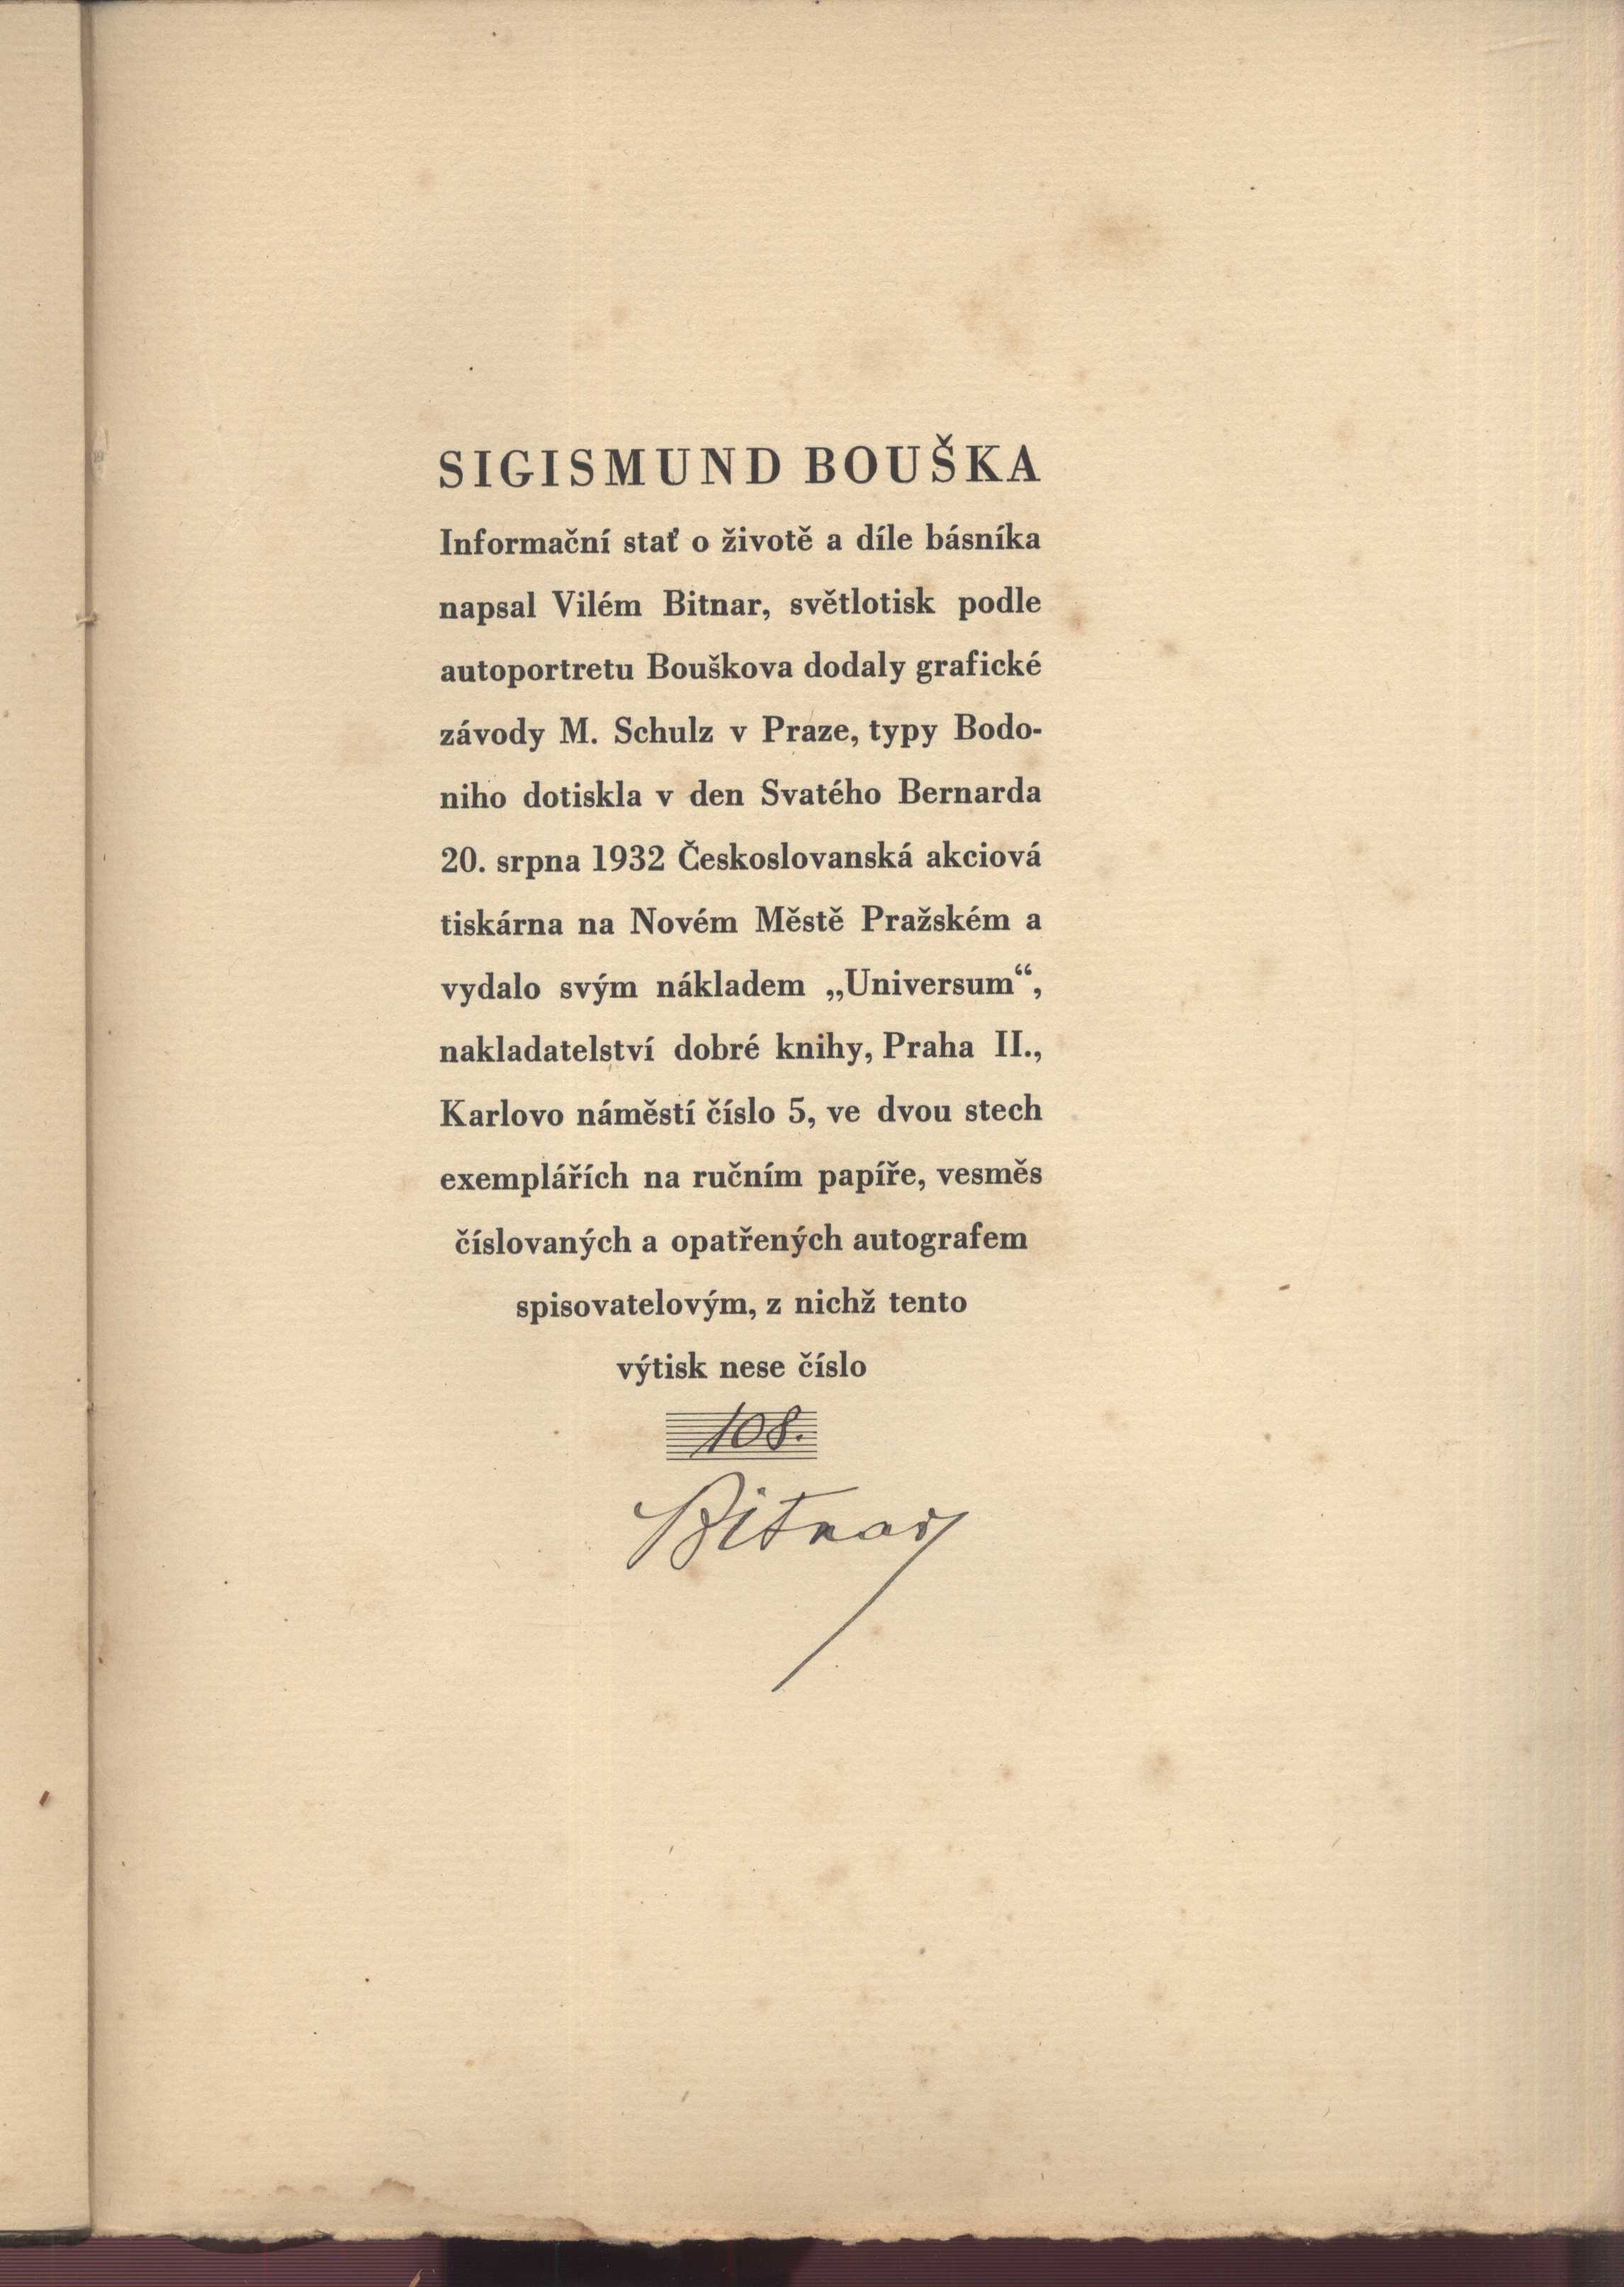 SIGISMUND BOUŠKA
Informační stať o životě a díle básníka
napsal Vilém Bitnar, světlotisk podle
autoportretu Bouškova dodaly grafické
závody M. Schulz v Praze, typy Bodo-
niho dotiskla v den Svatého Bernarda
20. srpna 1932 Českoslovanská akciová
tiskárna na Novém Městě Pražském a
vydalo svým nákladem „Universum“,
nakladatelství dobré knihy, Praha II.,
Karlovo náměstí číslo 5, ve dvou stech
exemplářích na ručním papíře, vesměs
číslovaných a opatřených autografem
spisovatelovým, z nichž tento
výtisk nese číslo
108.
Bitnar